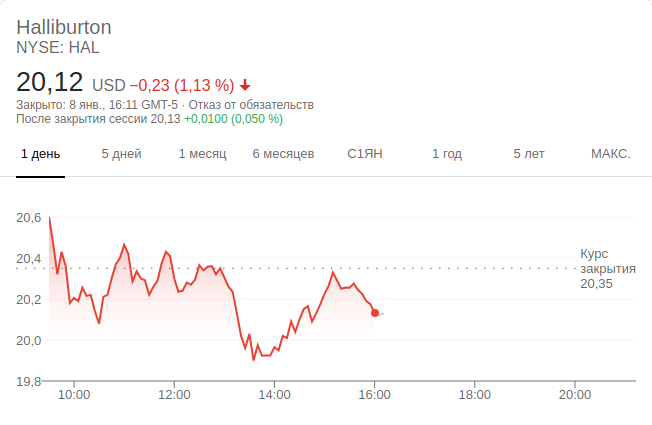 Halliburton
NYSE: HAL
20,12 USD −0,23 (1,13 %)
Закрыто: 8 янв., 16:11 GMT-5 · Отказ от обязательств
После закрытия сессии 20,13 +0,0100 (0,050 %)
1 день 5 дней 1 месяц 6 месяцев С1ЯН 1 год 5 лет МАКС.
20,6
20,4
Курс
закрытия
20,35
20,2
20,0
19,8
10:00 12:00 14:00 16:00 18:00 20:00